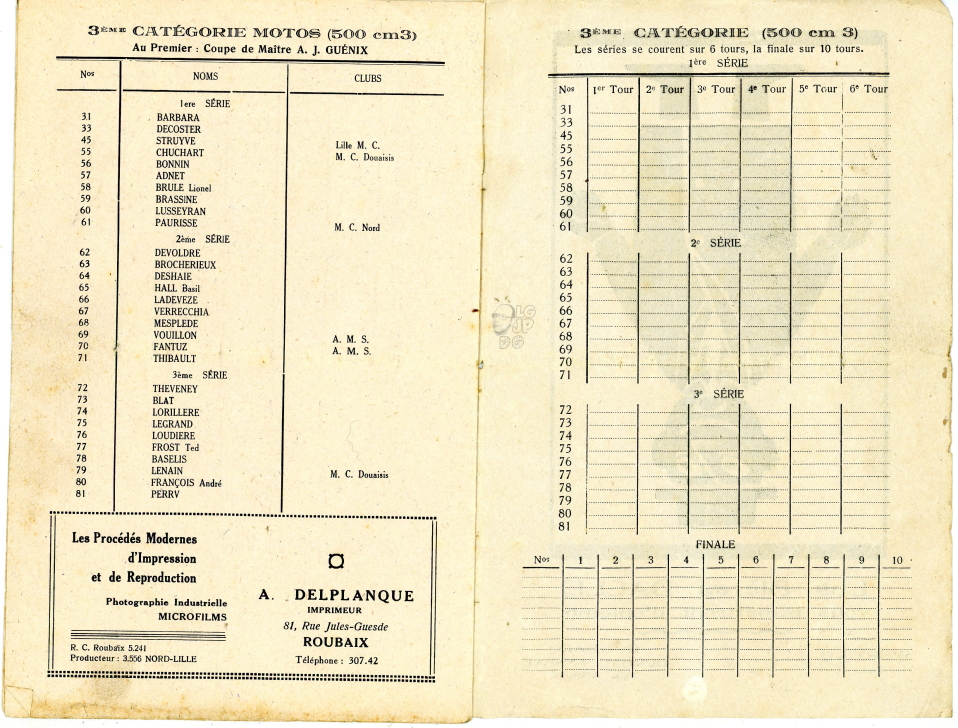 3ÈME CATÉGORIE MOTOS (500 cm3)
Au Premier : Coupe de Maître A. J. GUÉNIX
Nos NOMS CLUBS
1ere SÉRIE
31 BARBARA
33 DECOSTER
45 STRUYVE Lille M. C.
55 CHUCHART M. C. Douaisis
56 BONNIN
57 ADNET
58 BRULE Lionel
59 BRASSINE
60 LUSSEYRAN
61 PAURISSE M. C. Nord
2ème SÉRIE
62 DEVOLDRE
63 BROCHERIEUX
64 DESHAIE
65 HALL Basil
66 LADEVEZE
67 VERRECCHIA
68 MESPLEDE
69 VOUILLON A. M. S.
70 FANTUZ A. M. S.
71 THIBAULT
3ème SÉRIE
72 THEVENEY
73 BLAT
74 LORILLERE
75 LEGRAND
76 LOUDIERE
77 FROST Ted
78 BASELIS
79 LENAIN M. C. Douaisis
80 FRANÇOIS André
81 PERRV
Les Procédés Modernes
d'Impression
et de Reproduction
Photographie Industrielle
MICROFILMS
R. C. Roubaix 5.241
Producteur : 3.556 NORD-LILLE
A. DELPLANQUE
IMPRIMEUR
81, Rue Jules-Guesde
ROUBAIX
Téléphone : 307.42
3ÈME CATÉGORIE (500 cm 3)
Les séries se courent sur 6 tours, la finale sur 10 tours.
1ère SÉRIE
Nos 1er Tour 2e Tour 3e Tour 4e Tour 5e Tour 6e Tour
31
33
45
55
56
57
58
59
60
61
2e SÉRIE
62
63
64
65
66
67
68
69
70
71
3e SÉRIE
72
73
74
75
76
77
78
79
80
81
FINALE
Nos 1 2 3 4 5 6 7 8 9 10